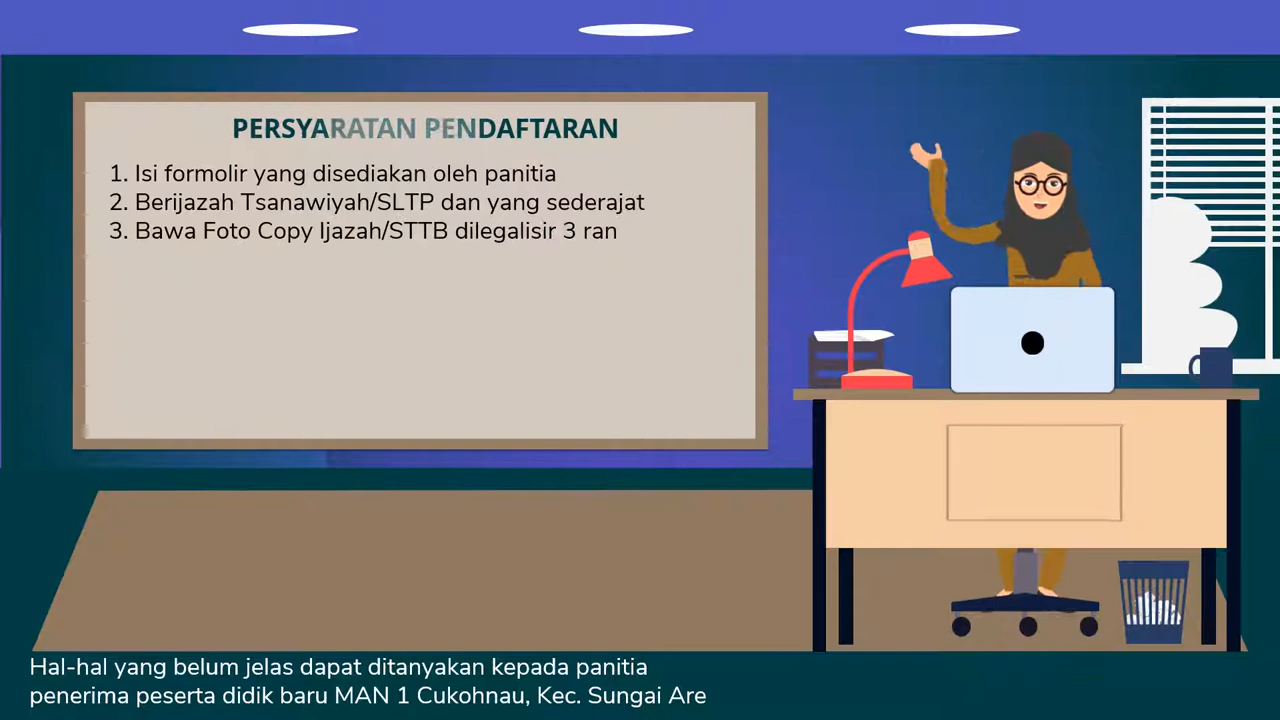 PERSYARATAN PENDAFTARAN
1. Isi formolir yang disediakan oleh panitia
2. Berijazah Tsanawiyah/SLTP dan yang sederajat
3. Bawa Foto Copy Ijazah/STTB dilegalisir 3 ran
Hal-hal yang belum jelas dapat ditanyakan kepada panitia
penerima peserta didik baru MAN 1 Cukohnau, Kec. Sungai Are